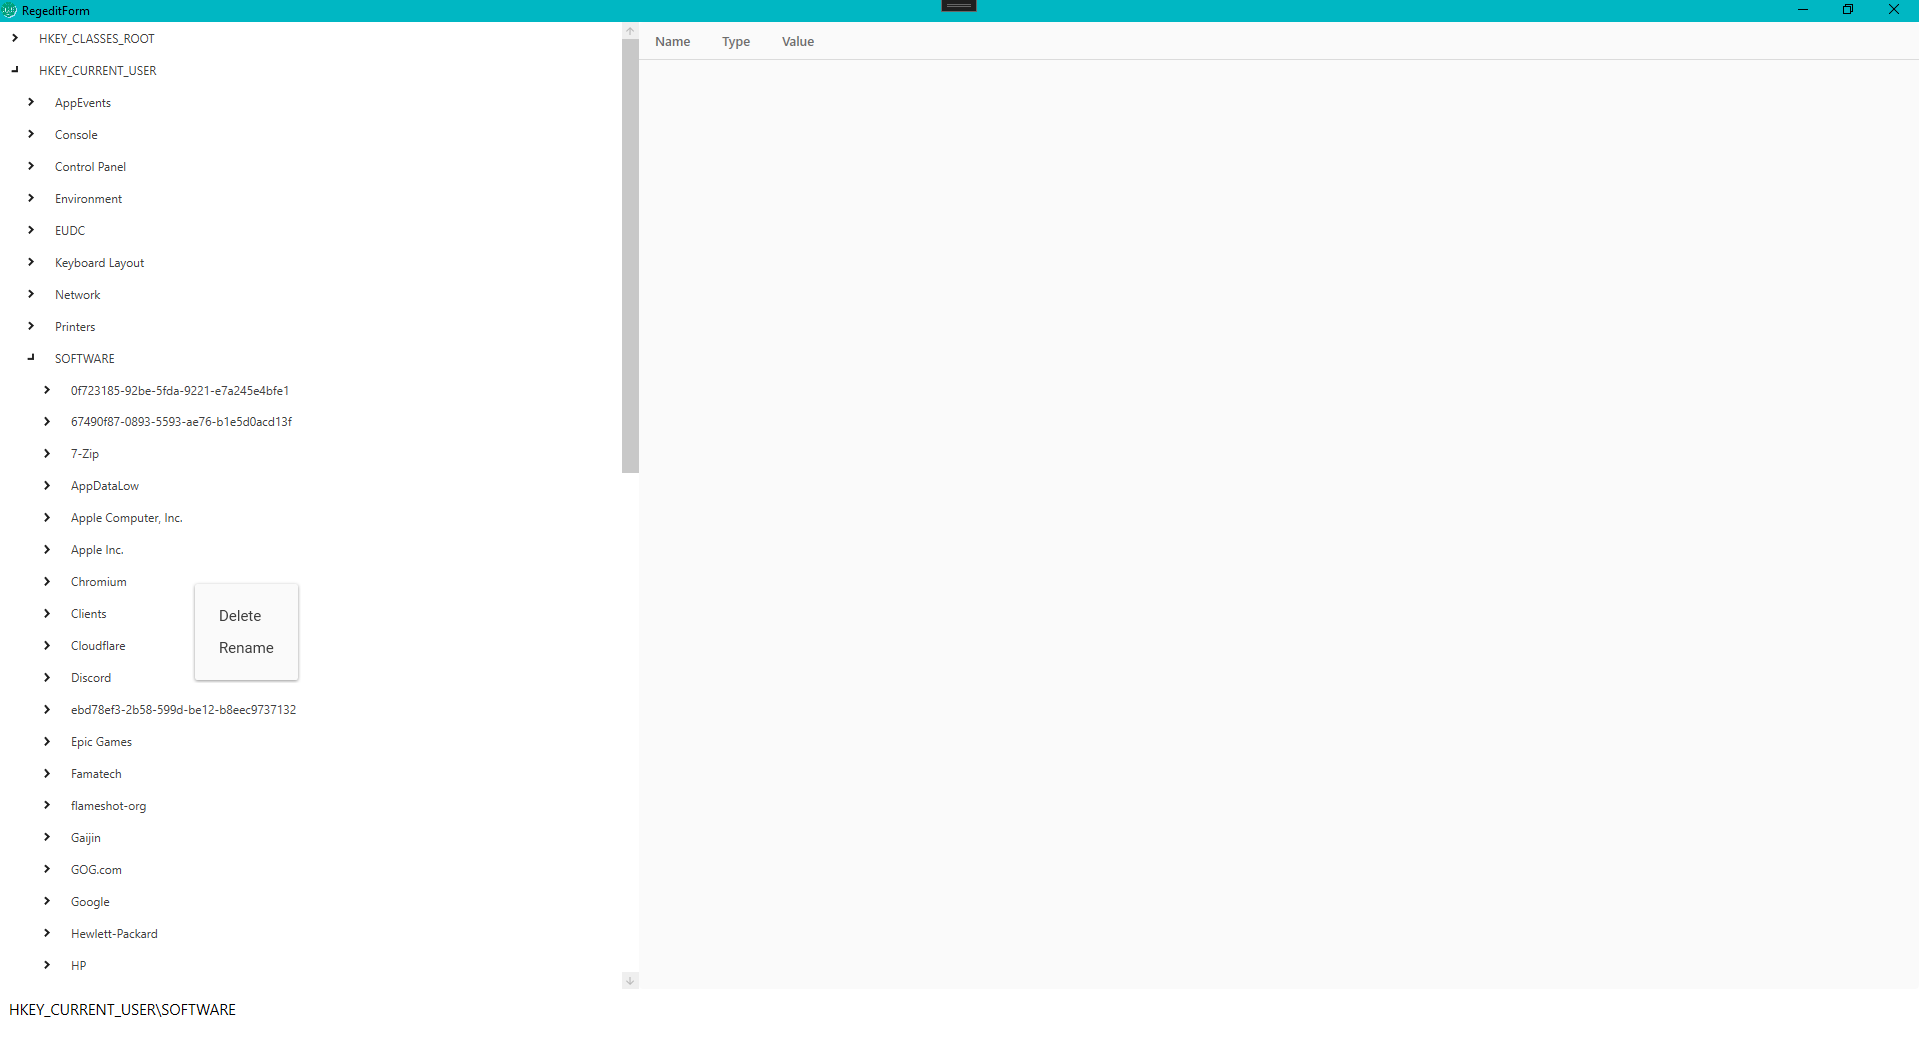 RegeditForm
HKEY_CLASSES_ROOT
HKEY_CURRENT_USER
AppEvents
Console
Control Panel
Environment
EUDC
Keyboard Layout
Network
Printers
SOFTWARE
0f723185-92be-5fda-9221-e7a245e4bfe1
67490f87-0893-5593-ae76-b1e5d0acd13f
7-Zip
AppDataLow
Apple Computer, Inc.
Apple Inc.
Chromium
Clients
Cloudflare
Discord
ebd78ef3-2b58-599d-be12-b8eec9737132
Epic Games
Famatech
flameshot-org
Gaijin
GOG.com
Google
Hewlett-Packard
HP
Delete
Rename
Name Type Value
HKEY_CURRENT_USER\SOFTWARE